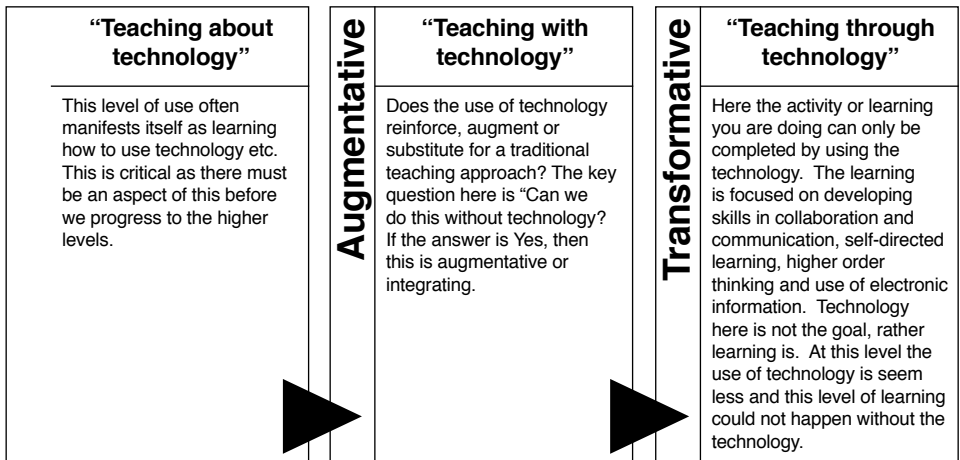 “Teaching about
technology”
This level of use often
manifests itself as learning
how to use technology etc.
This is critical as there must
be an aspect of this before
we progress to the higher
levels.
Augmentative
“Teaching with
technology”
Does the use of technology
reinforce, augment or
substitute for a traditional
teaching approach? The key
question here is “Can we
do this without technology?
If the answer is Yes, then
this is augmentative or
integrating.
Transformative
“Teaching through
technology”
Here the activity or learning
you are doing can only be
completed by using the
technology.  The learning
is focused on developing
skills in collaboration and
communication, self-directed
learning, higher order
thinking and use of electronic
information.  Technology
here is not the goal, rather
learning is.  At this level the
use of technology is seem
less and this level of learning
could not happen without the
technology.